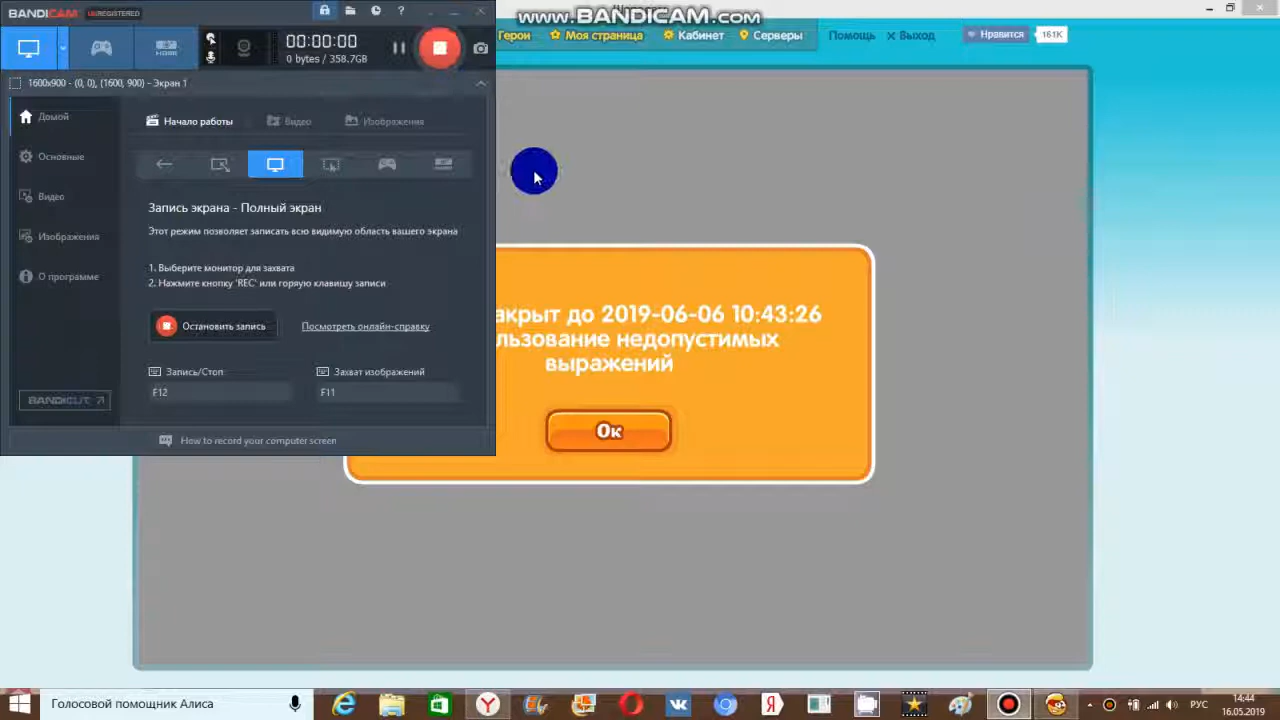 BANDICAM UNREGISTERED
www.BANDICAM.com
Герои
Моя страница
Кабинет
Серверы
Помощь
Выход
Нравится
161K
HDMI
00:00:00
0 bytes / 358.7GB
1600x900 - (0, 0), (1600, 900) - Экран 1
Домой
Основные
Видео
Изображения
О программе
BANDICUT
Начало работы
Видео
Изображения
Запись экрана - Полный экран
Этот режим позволяет записать всю видимую область вашего экрана
1. Выберите монитор для захвата
2. Нажмите кнопку 'REC' или горяую клавишу записи
Остановить запись
Посмотреть онлайн-справку
Запись/Стоп
Захват изображений
F12
F11
How to record your computer screen
акрыт до 2019-06-06 10:43:26
льзование недопустимых
выражений
Ок
Голосовой помощник Алиса
РУС
14:44
16.05.2019